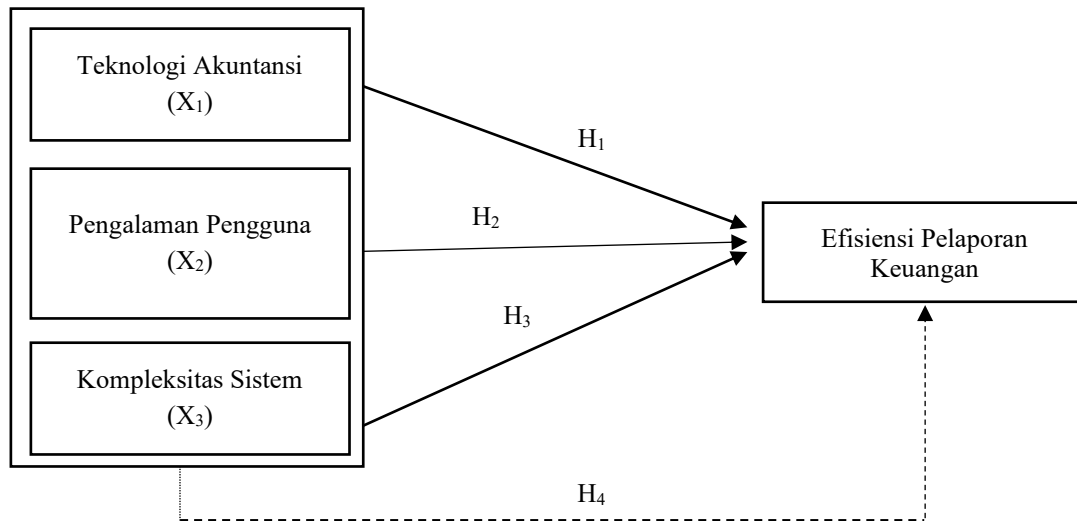 Teknologi Akuntansi
(X₁)
H₁
Pengalaman Pengguna
(X₂)
H₂
Efisiensi Pelaporan
Keuangan
H₃
Kompleksitas Sistem
(X₃)
H₄